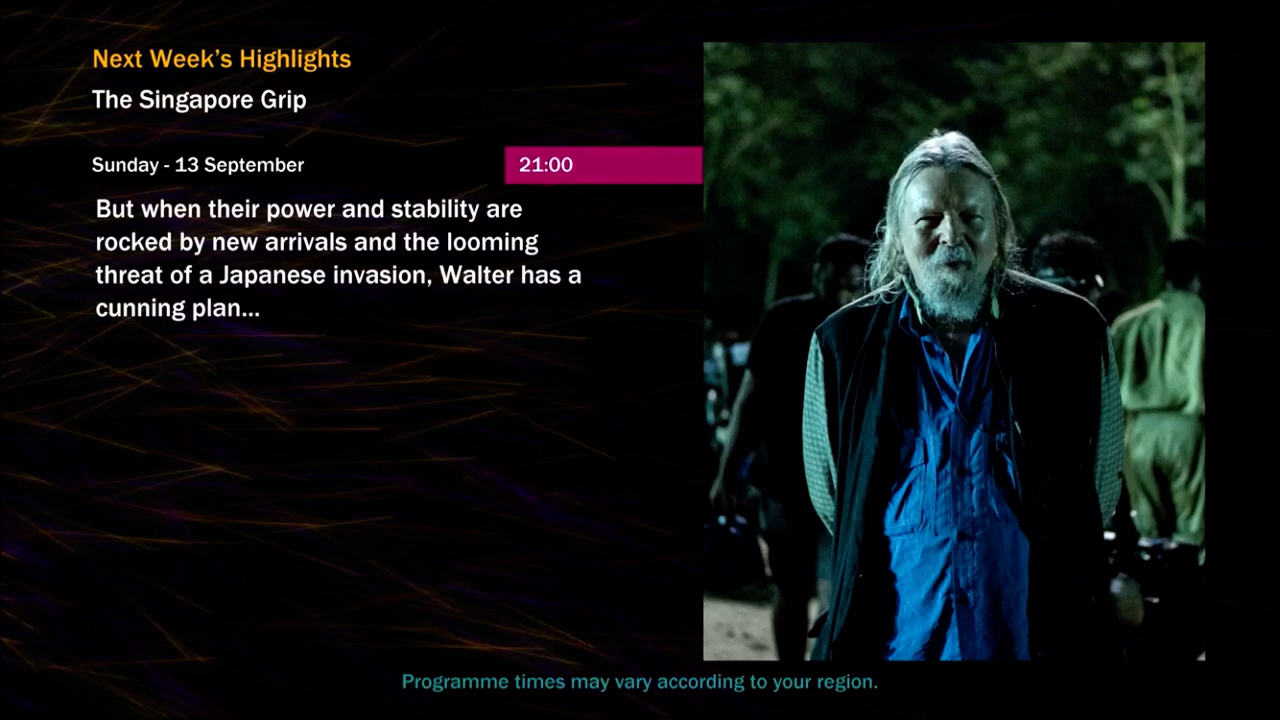 Next Week's Highlights
The Singapore Grip
Sunday - 13 September
21:00
But when their power and stability are
rocked by new arrivals and the looming
threat of a Japanese invasion, Walter has a
cunning plan...
Programme times may vary according to your region.